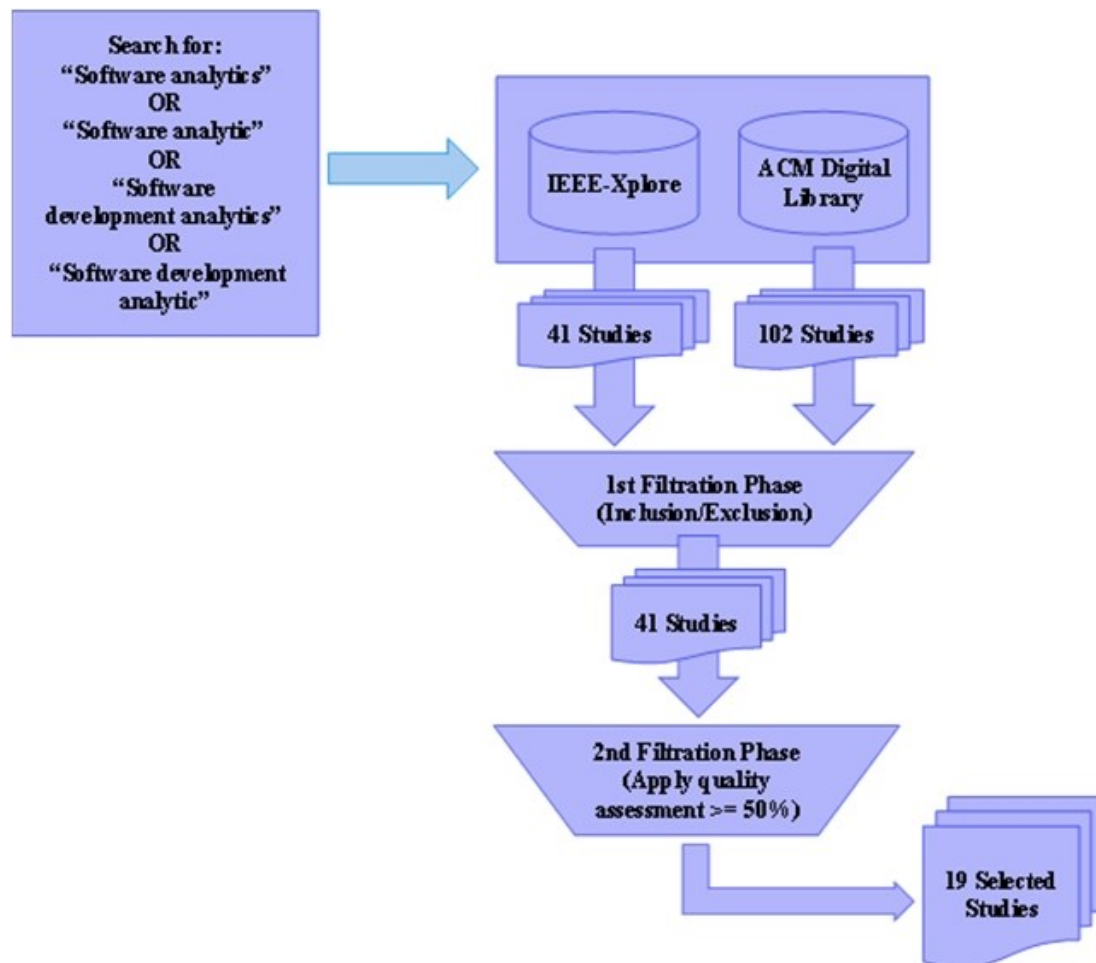 Search for:
“Software analytics”
OR
“Software analytic”
OR
“Software
development analytics”
OR
“Software development
analytic”
IEEE-Xplore
ACM Digital
Library
41 Studies
102 Studies
1st Filtration Phase
(Inclusion/Exclusion)
41 Studies
2nd Filtration Phase
(Apply quality
assessment >= 50%)
19 Selected
Studies